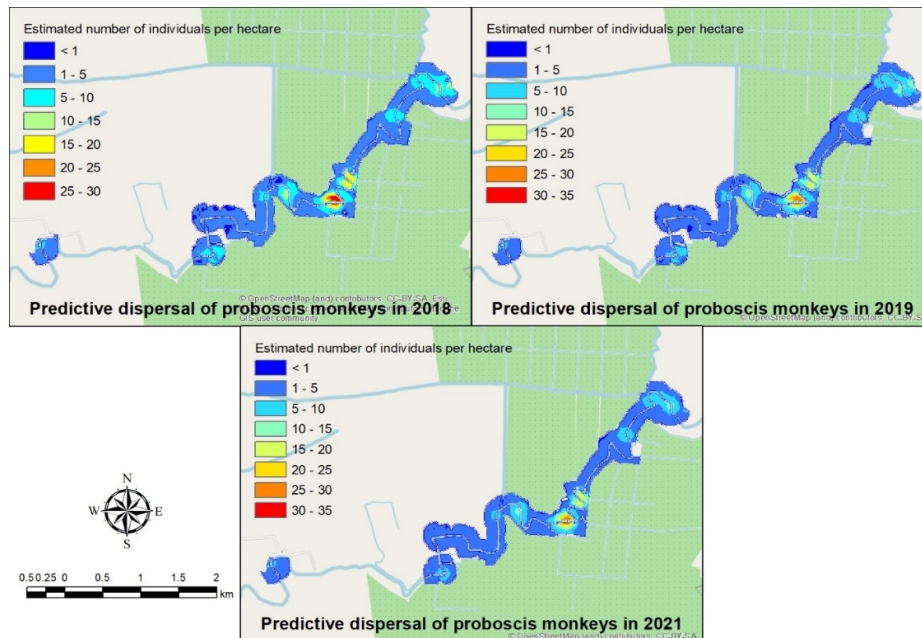 Estimated number of individuals per hectare
< 1
1 - 5
5 - 10
10 - 15
15 - 20
20 - 25
25 - 30
© OpenStreetMap (and) contributors, CC-BY-SA, Esri
Predictive dispersal of proboscis monkeys in 2018
GIS user community
Estimated number of individuals per hectare
< 1
1 - 5
5 - 10
10 - 15
15 - 20
20 - 25
25 - 30
30 - 35
Predictive dispersal of proboscis monkeys in 2019
© OpenStreetMap (and) contributors, CC-BY-S
Estimated number of individuals per hectare
< 1
1 - 5
5 - 10
10 - 15
15 - 20
20 - 25
25 - 30
30 - 35
Predictive dispersal of proboscis monkeys in 2021
© OpenStreetMap (and) contributors, CC-BY-SA
N
W E
S
0.5 0.25 0 0.5 1 1.5 2
km